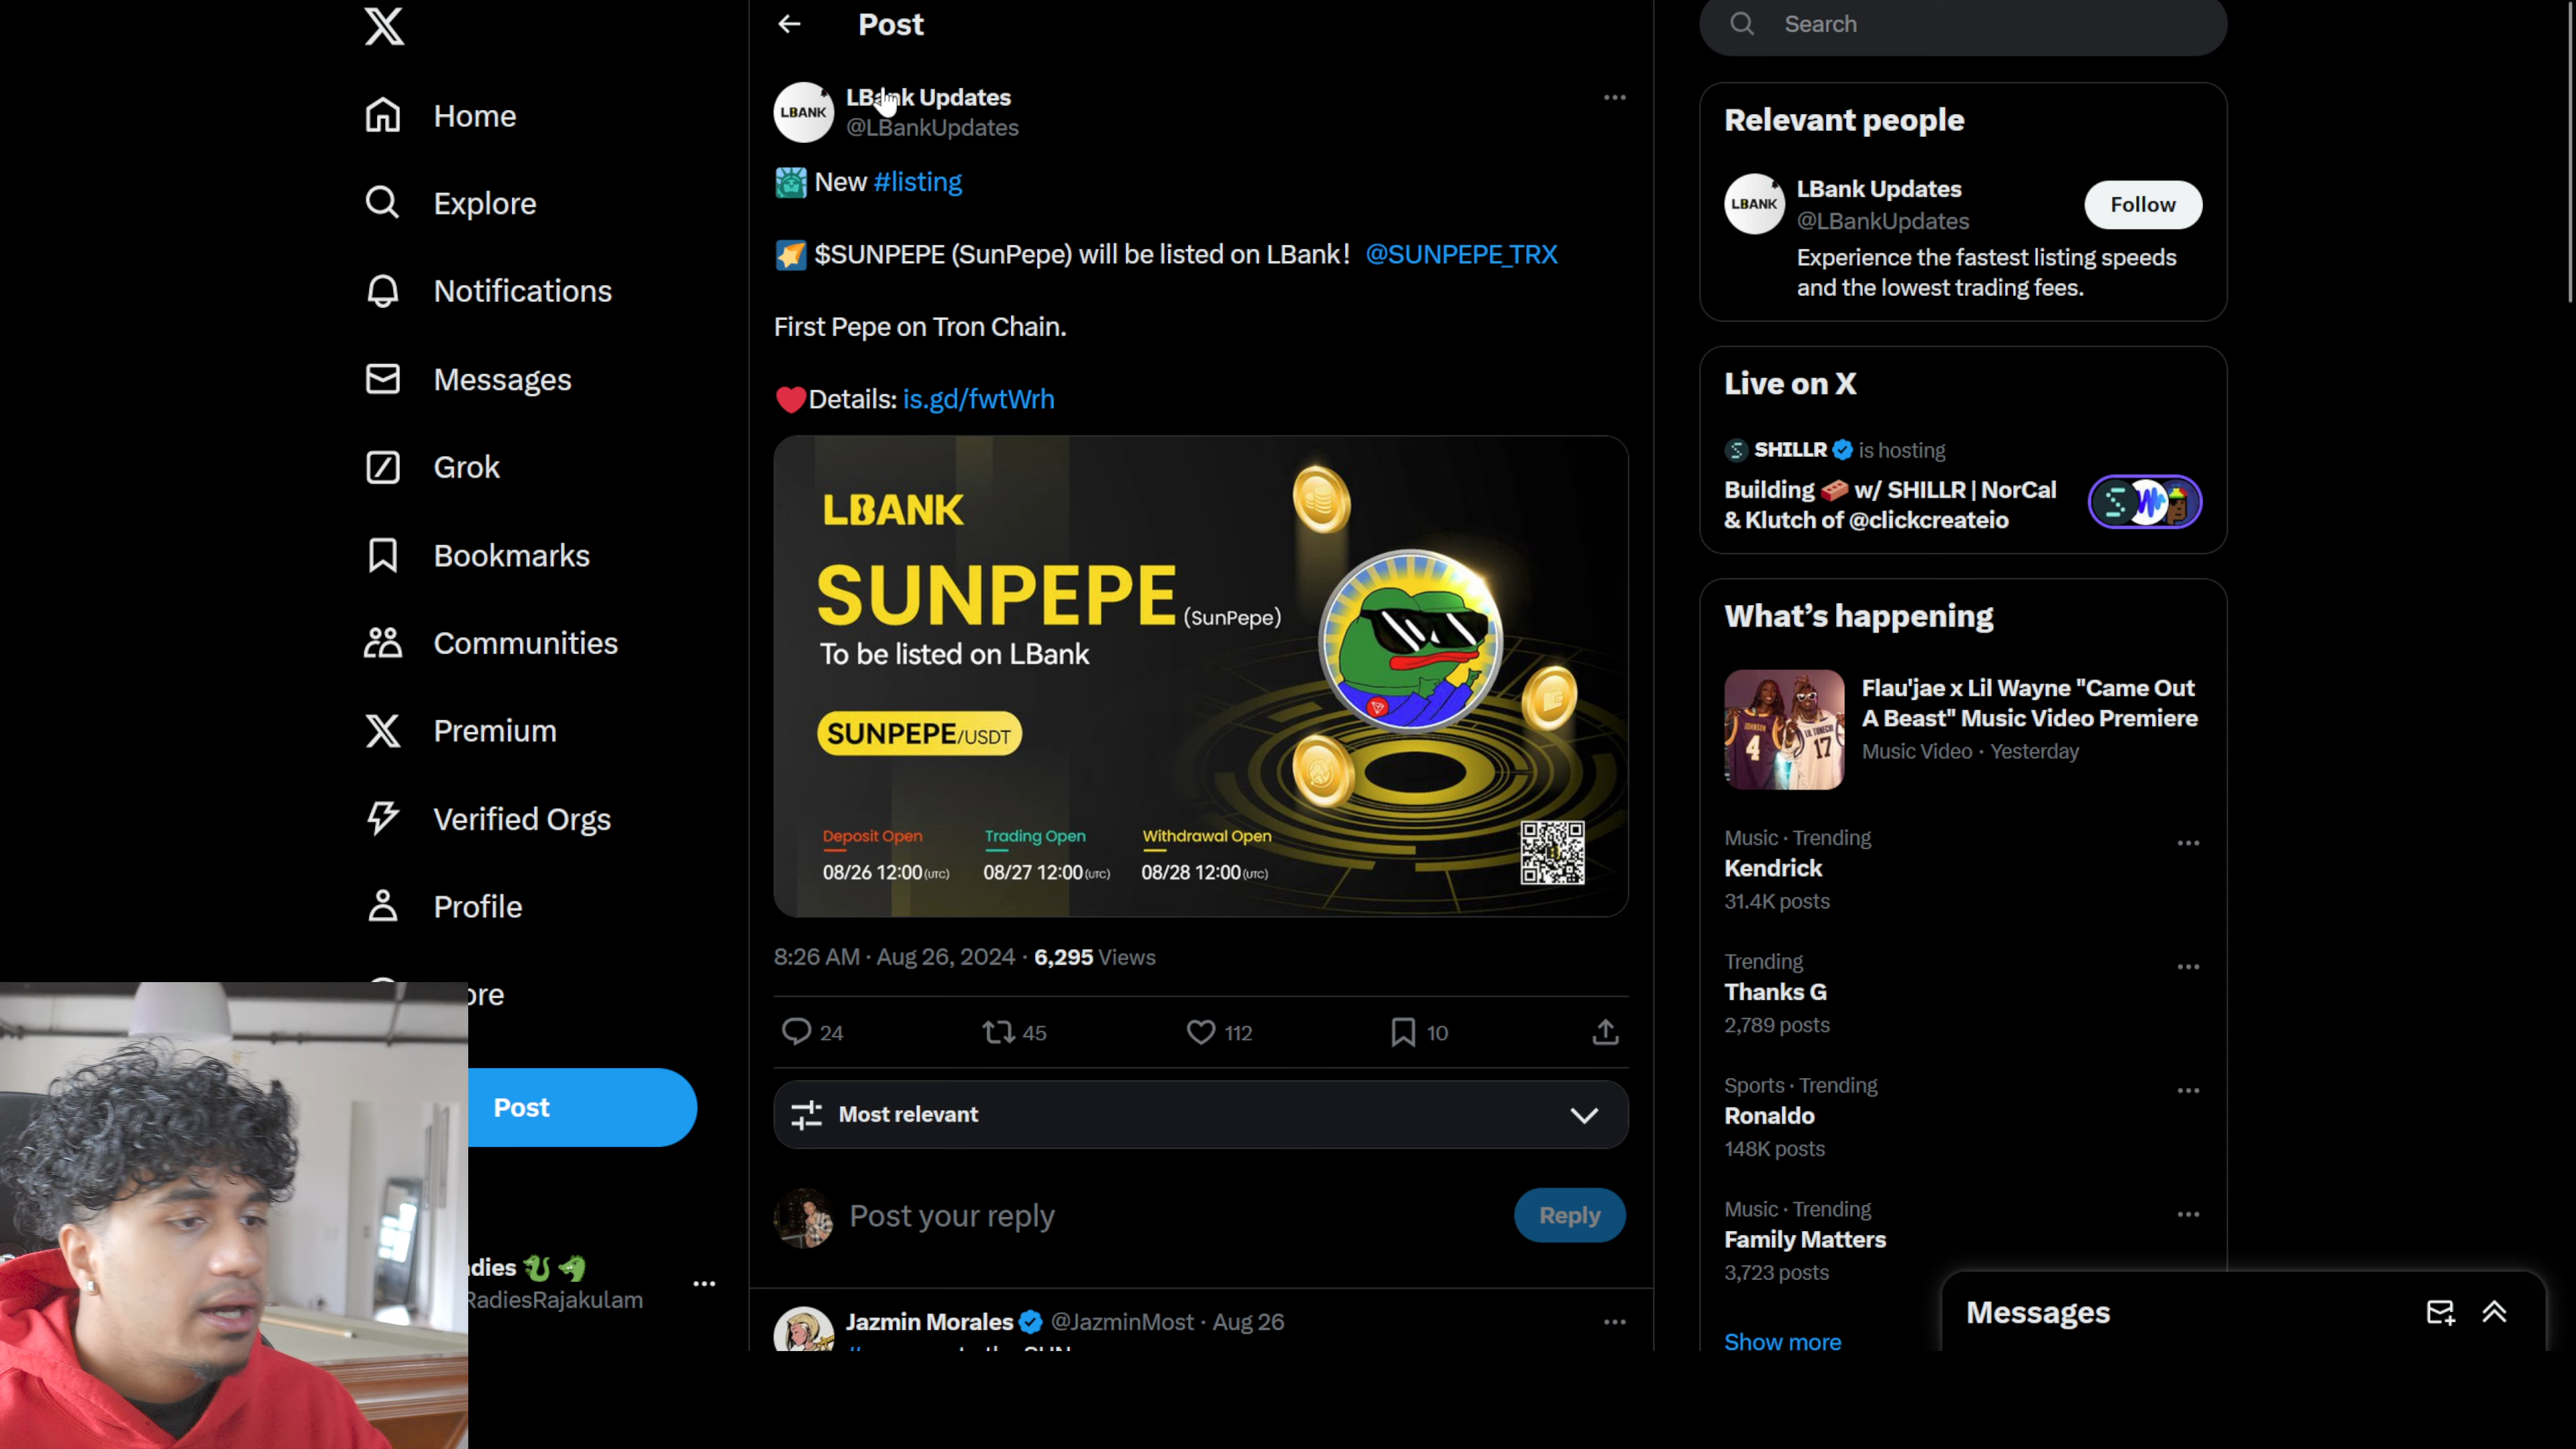 Home
Explore
Notifications
Messages
Grok
Bookmarks
Communities
Premium
Verified Orgs
Profile
Post
RadiesRajakulam
Post
LBank Updates
@LBankUpdates
New #listing
$SUNPEPE (SunPepe) will be listed on LBank! @SUNPEPE_TRX
First Pepe on Tron Chain.
Details: is.gd/fwtWrh
LBANK
LBANK
SUNPEPE (SunPepe)
To be listed on LBank
SUNPEPE/USDT
Deposit Open
08/26 12:00(UTC)
Trading Open
08/27 12:00(UTC)
Withdrawal Open
08/28 12:00(UTC)
8:26 AM · Aug 26, 2024 · 6,295 Views
24
45
112
10
Most relevant
Post your reply
Reply
Jazmin Morales @JazminMost · Aug 26
Search
Relevant people
LBANK
LBank Updates
@LBankUpdates
Follow
Experience the fastest listing speeds
and the lowest trading fees.
Live on X
SHILLR is hosting
Building w/ SHILLR | NorCal
& Klutch of @clickcreateio
What's happening
Flau'jae x Lil Wayne "Came Out
A Beast" Music Video Premiere
Music Video · Yesterday
JOHNSON
4
17
Music · Trending
Kendrick
31.4K posts
Trending
Thanks G
2,789 posts
Sports · Trending
Ronaldo
148K posts
Music · Trending
Family Matters
3,723 posts
Show more
Messages